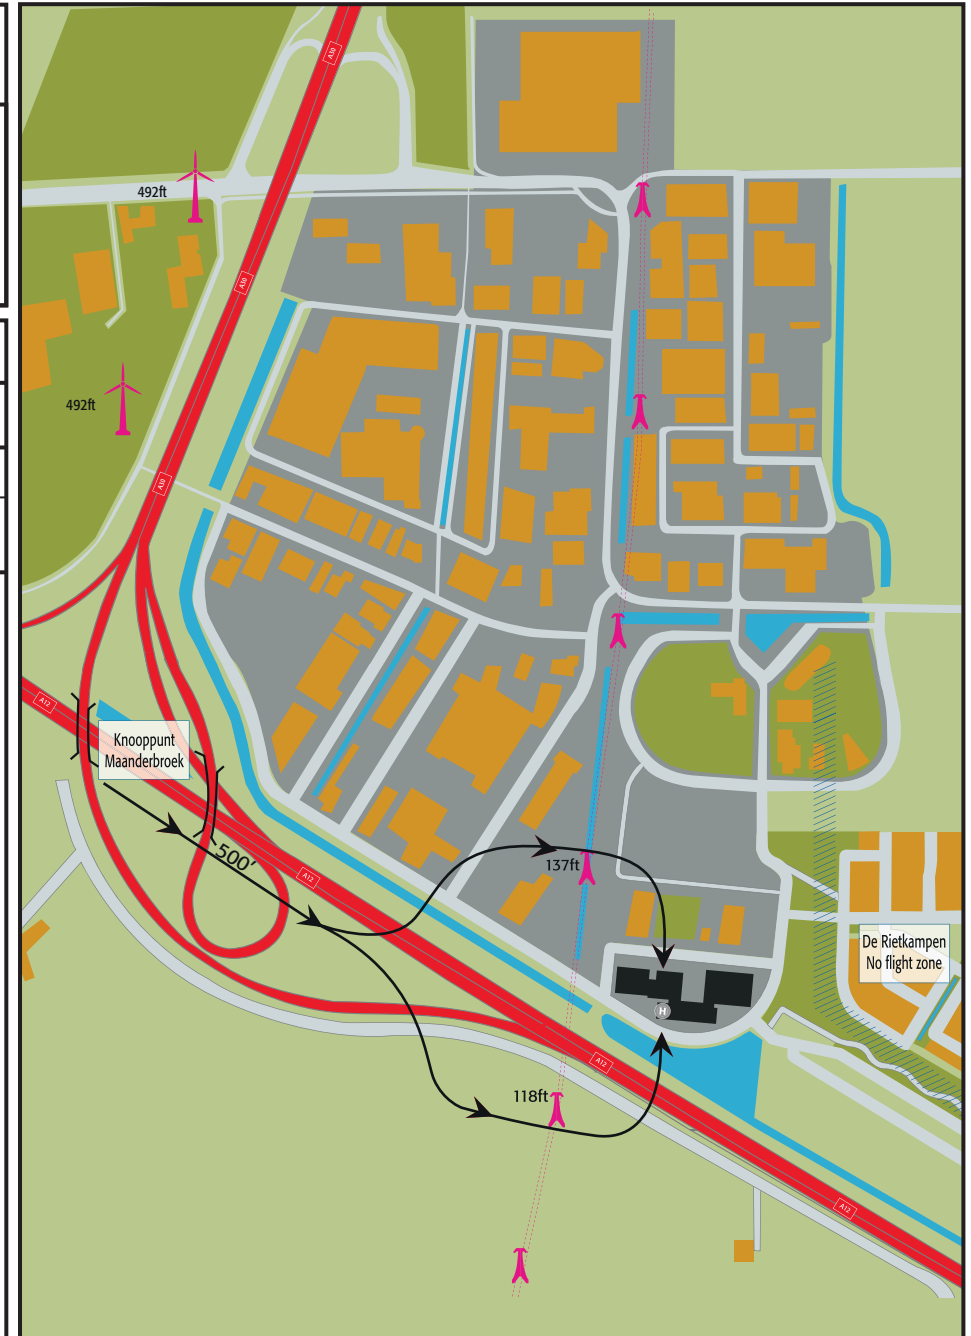 A30
492ft
A30
492ft
A30
A12
Knooppunt
Maanderbroek
500'
A12
137ft
De Rietkampen
No flight zone
H
A12
118ft
A12